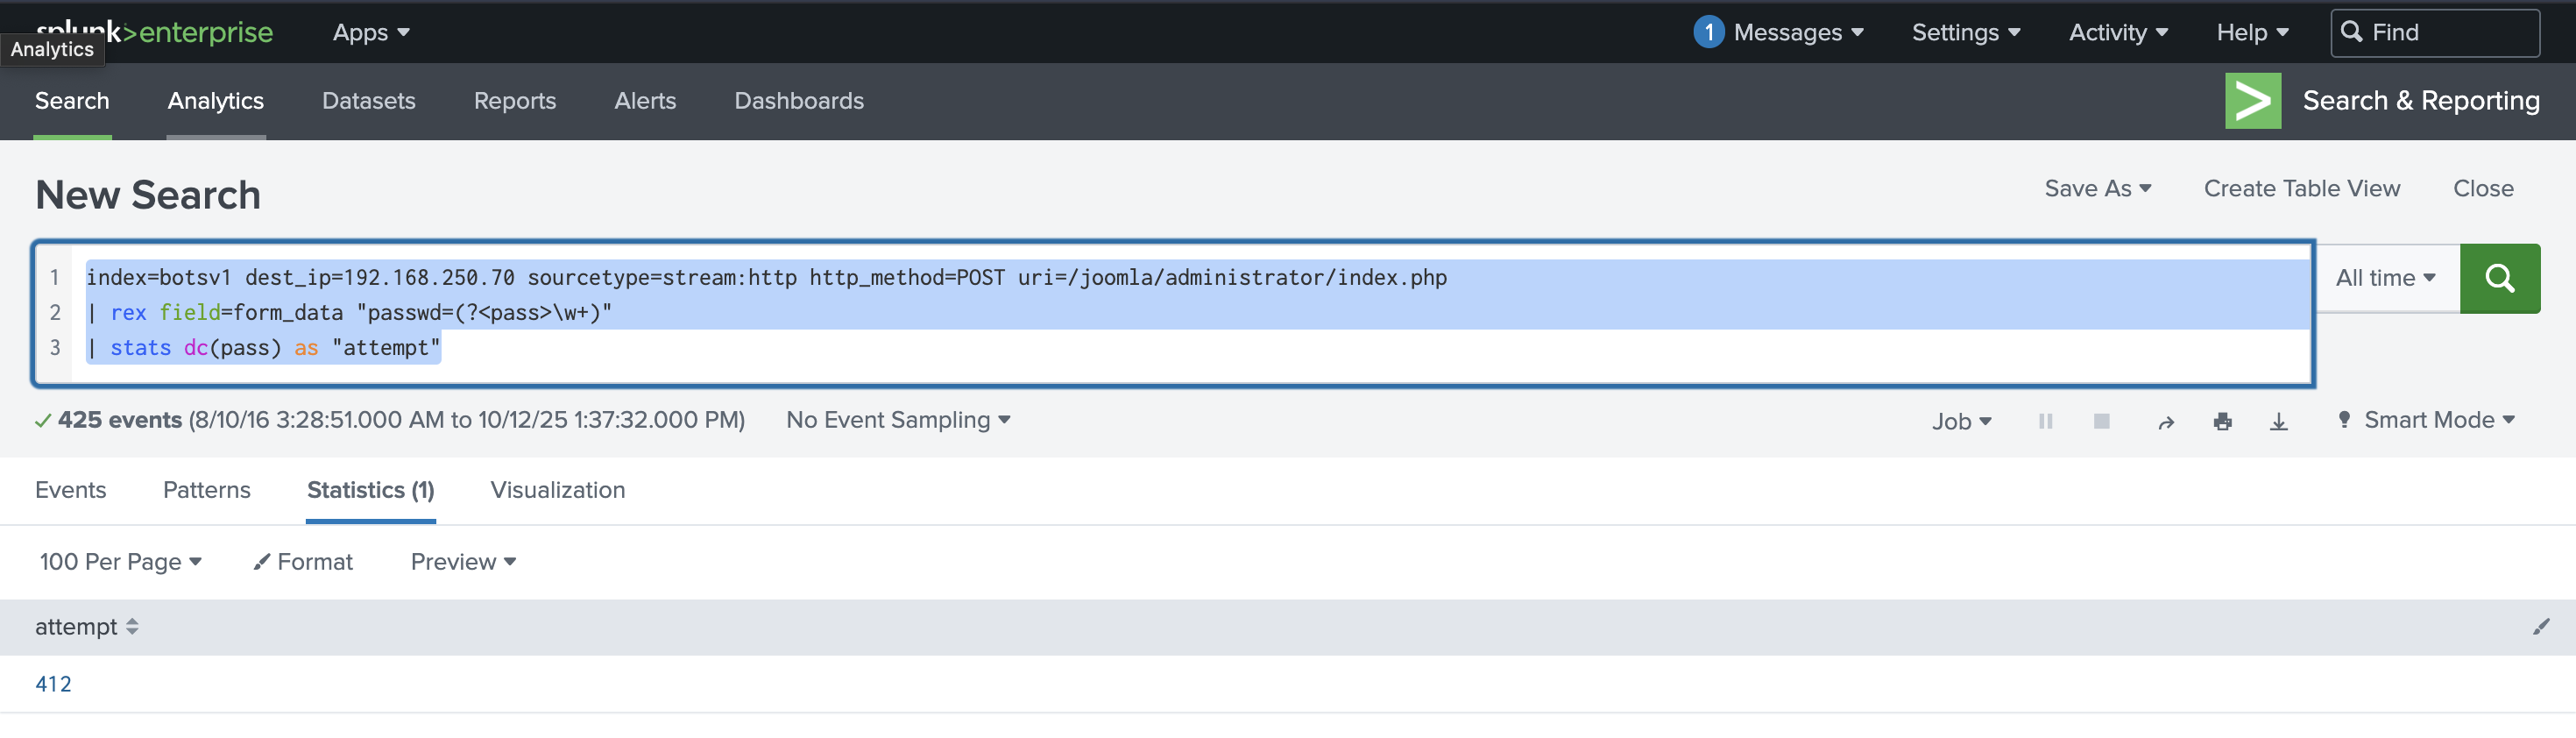 splunk>enterprise
Apps
1 Messages
Settings
Activity
Help
Find
Analytics
Search
Analytics
Datasets
Reports
Alerts
Dashboards
Search & Reporting
New Search
Save As
Create Table View
Close
1 index=botsv1 dest_ip=192.168.250.70 sourcetype=stream:http http_method=POST uri=/joomla/administrator/index.php
2 | rex field=form_data "passwd=(?<pass>\w+)"
3 | stats dc(pass) as "attempt"
All time
425 events (8/10/16 3:28:51.000 AM to 10/12/25 1:37:32.000 PM)
No Event Sampling
Job
Smart Mode
Events
Patterns
Statistics (1)
Visualization
100 Per Page
Format
Preview
attempt
412